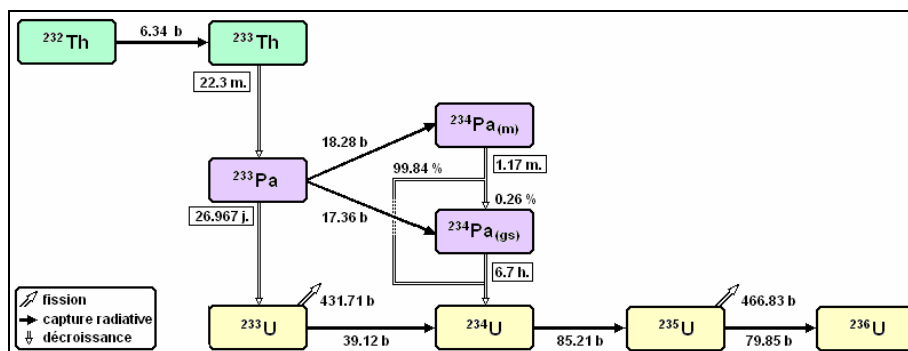 232Th
6.34 b
233Th
22.3 m.
234Pa(m)
18.28 b
99.84 %
1.17 m.
233Pa
0.26 %
17.36 b
26.967 j.
234Pa(gs)
6.7 h.
fission
capture radiative
décroissance
431.71 b
466.83 b
233U
234U
235U
236U
39.12 b
85.21 b
79.85 b